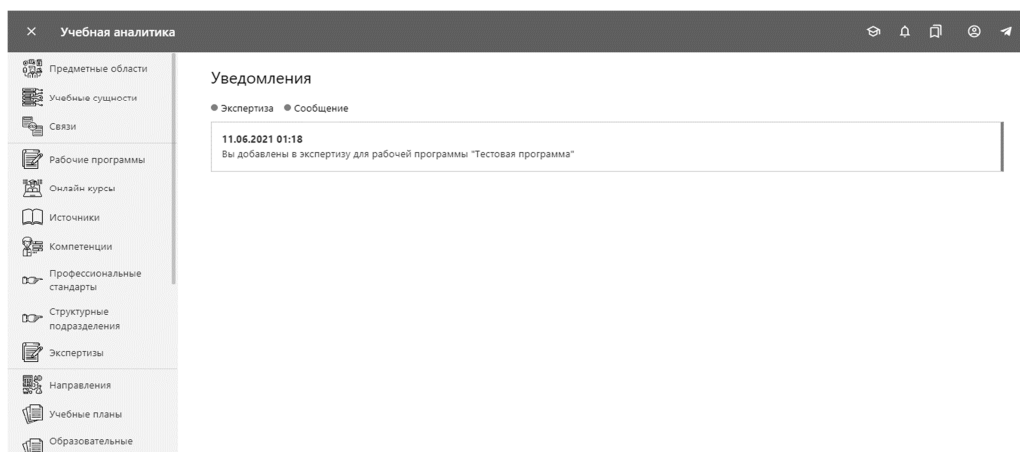 Учебная аналитика
Предметные области
Учебные сущности
Связи
Рабочие программы
Онлайн курсы
Источники
Компетенции
Профессиональные
стандарты
Структурные
подразделения
Экспертизы
Направления
Учебные планы
Образовательные
Уведомления
Экспертиза Сообщение
11.06.2021 01:18
Вы добавлены в экспертизу для рабочей программы "Тестовая программа"